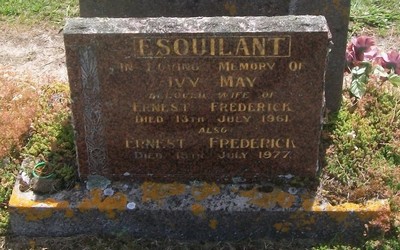 ESQUILANT
IN LOVING MEMORY OF
IVY MAY
BELOVED WIFE OF
ERNEST FREDERICK
DIED 13TH JULY 1961.
ALSO
ERNEST FREDERICK
DIED JULY 1977.